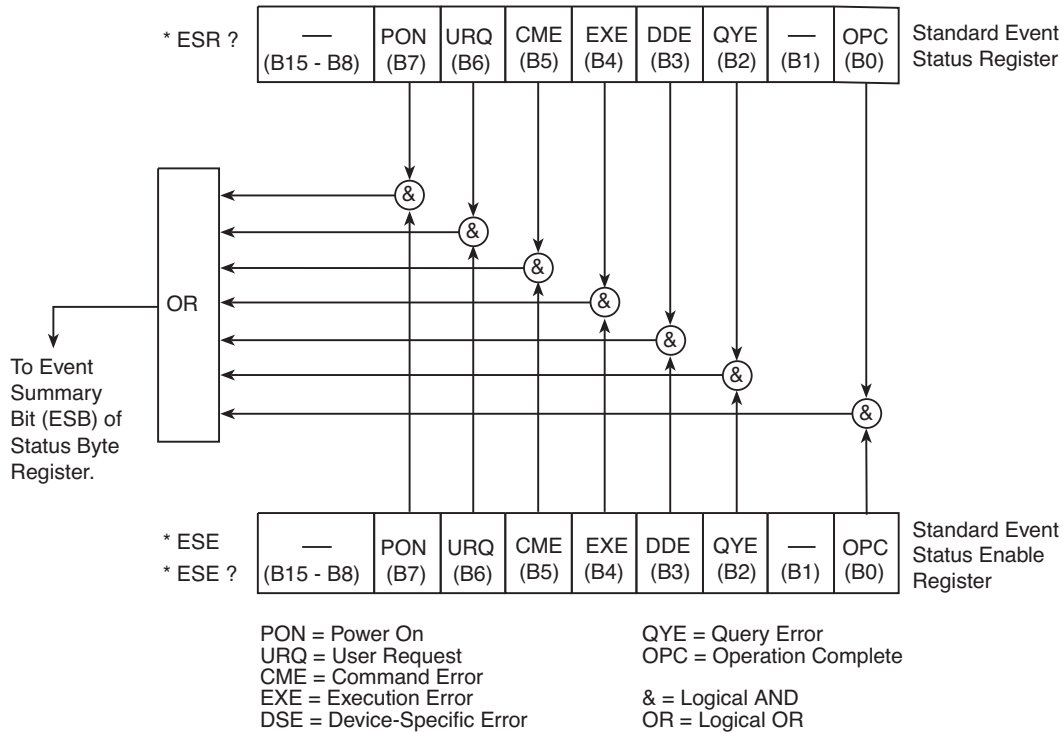 * ESR ?
— PON URQ CME EXE DDE QYE — OPC
(B15 - B8) (B7) (B6) (B5) (B4) (B3) (B2) (B1) (B0)
Standard Event
Status Register
&
&
&
&
&
&
&
OR
To Event
Summary
Bit (ESB) of
Status Byte
Register.
* ESE
* ESE ?
— PON URQ CME EXE DDE QYE — OPC
(B15 - B8) (B7) (B6) (B5) (B4) (B3) (B2) (B1) (B0)
Standard Event
Status Enable
Register
PON = Power On
URQ = User Request
CME = Command Error
EXE = Execution Error
DSE = Device-Specific Error
QYE = Query Error
OPC = Operation Complete
& = Logical AND
OR = Logical OR